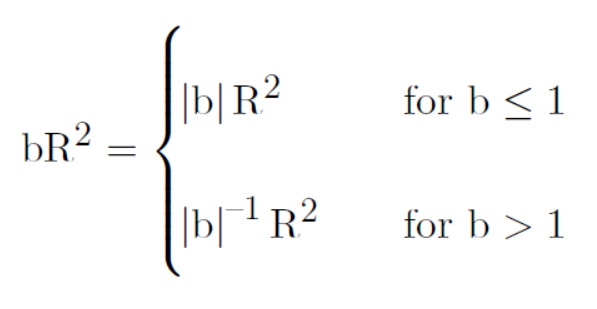 |b| R² for b ≤ 1
bR² =
|b|⁻¹ R² for b > 1